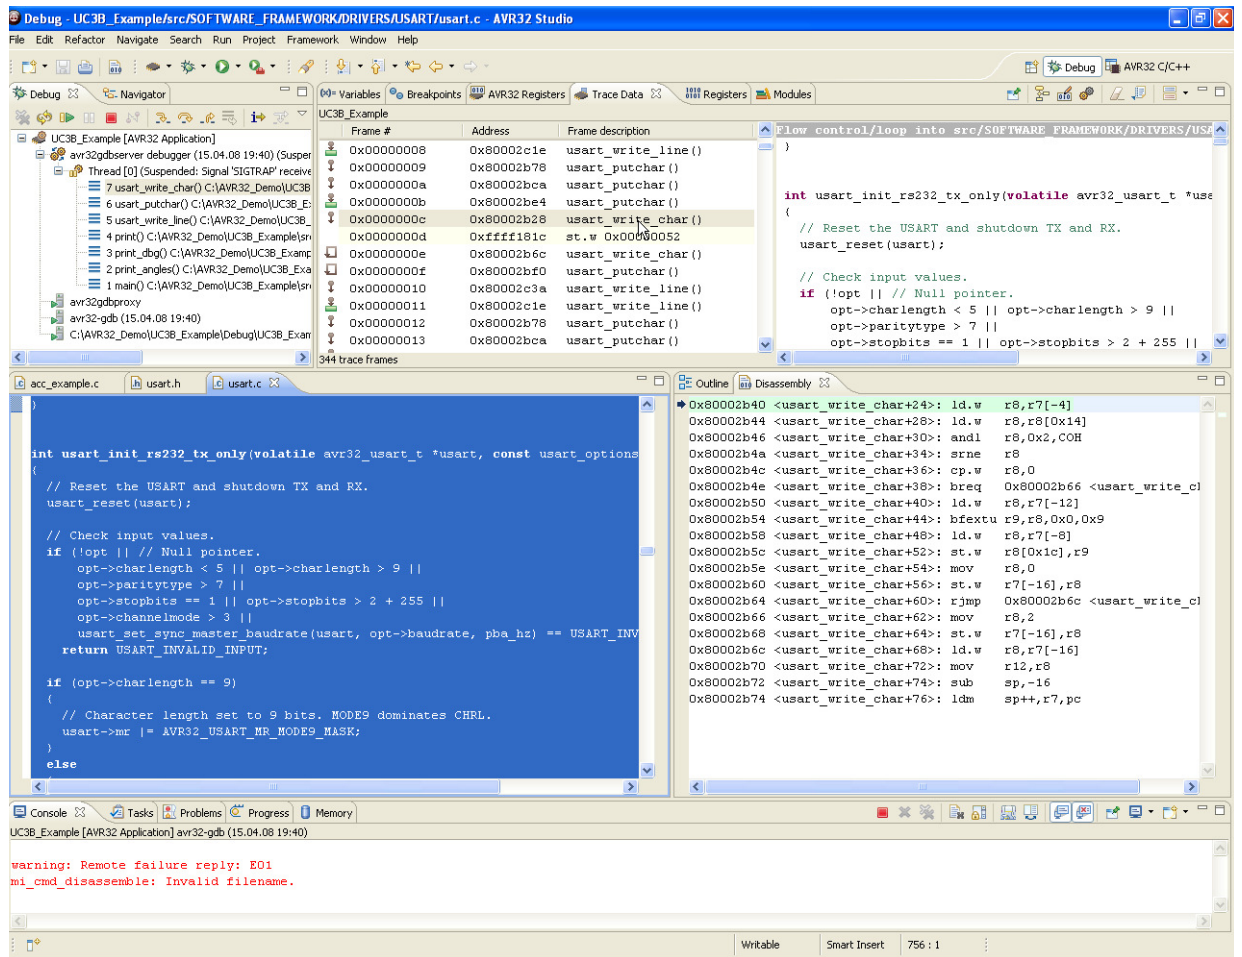 Debug - UC3B_Example/src/SOFTWARE_FRAMEWORK/DRIVERS/USART/usart.c - AVR32 Studio
File Edit Refactor Navigate Search Run Project Framework Window Help
Debug AVR32 C/C++
Debug Navigator
UC3B_Example [AVR32 Application]
avr32gdbserver debugger (15.04.08 19:40) (Susper
Thread [0] (Suspended: Signal 'SIGTRAP' receive
7 usart_write_char() C:\AVR32_Demo\UC3B
6 usart_putchar() C:\AVR32_Demo\UC3B_E
5 usart_write_line() C:\AVR32_Demo\UC3B_
4 print() C:\AVR32_Demo\UC3B_Example\sr
3 print_dbg() C:\AVR32_Demo\UC3B_Examp
2 print_angles() C:\AVR32_Demo\UC3B_Exa
1 main() C:\AVR32_Demo\UC3B_Example\sr
avr32gdbproxy
avr32-gdb (15.04.08 19:40)
C:\AVR32_Demo\UC3B_Example\Debug\UC3B_Exam
Variables Breakpoints AVR32 Registers Trace Data Registers Modules
UC3B_Example
Frame # Address Frame description
0x00000008 0x80002c1e usart_write_line()
0x00000009 0x80002b78 usart_putchar()
0x0000000a 0x80002bca usart_putchar()
0x0000000b 0x80002be4 usart_putchar()
0x0000000c 0x80002b28 usart_write_char()
0x0000000d 0xffff181c st.w 0x00000052
0x0000000e 0x80002b6c usart_write_char()
0x0000000f 0x80002bf0 usart_putchar()
0x00000010 0x80002c3a usart_write_line()
0x00000011 0x80002c1e usart_write_line()
0x00000012 0x80002b78 usart_putchar()
0x00000013 0x80002bca usart_putchar()
344 trace frames
Flow control/loop into src/SOFTWARE_FRAMEWORK/DRIVERS/USA
}
int usart_init_rs232_tx_only(volatile avr32_usart_t *usa
{
// Reset the USART and shutdown TX and RX.
usart_reset(usart);
// Check input values.
if (!opt || // Null pointer.
opt->charlength < 5 || opt->charlength > 9 ||
opt->paritytype > 7 ||
opt->stopbits == 1 || opt->stopbits > 2 + 255 ||
acc_example.c usart.h usart.c
}
int usart_init_rs232_tx_only(volatile avr32_usart_t *usart, const usart_options
{
// Reset the USART and shutdown TX and RX.
usart_reset(usart);
// Check input values.
if (!opt || // Null pointer.
opt->charlength < 5 || opt->charlength > 9 ||
opt->paritytype > 7 ||
opt->stopbits == 1 || opt->stopbits > 2 + 255 ||
opt->channelmode > 3 ||
usart_set_sync_master_baudrate(usart, opt->baudrate, pba_hz) == USART_INV
return USART_INVALID_INPUT;
if (opt->charlength == 9)
{
// Character length set to 9 bits. MODE9 dominates CHRL.
usart->mr |= AVR32_USART_MR_MODE9_MASK;
}
else
Outline Disassembly
0x80002b40 <usart_write_char+24>: ld.w r8,r7[-4]
0x80002b44 <usart_write_char+28>: ld.w r8,r8[0x14]
0x80002b46 <usart_write_char+30>: andl r8,0x2,COH
0x80002b4a <usart_write_char+34>: srne r8
0x80002b4c <usart_write_char+36>: cp.w r8,0
0x80002b4e <usart_write_char+38>: breq 0x80002b66 <usart_write_cl
0x80002b50 <usart_write_char+40>: ld.w r8,r7[-12]
0x80002b54 <usart_write_char+44>: bfextu r9,r8,0x0,0x9
0x80002b58 <usart_write_char+48>: ld.w r8,r7[-8]
0x80002b5c <usart_write_char+52>: st.w r8[0x1c],r9
0x80002b5e <usart_write_char+54>: mov r8,0
0x80002b60 <usart_write_char+56>: st.w r7[-16],r8
0x80002b64 <usart_write_char+60>: rjmp 0x80002b6c <usart_write_cl
0x80002b66 <usart_write_char+62>: mov r8,2
0x80002b68 <usart_write_char+64>: st.w r7[-16],r8
0x80002b6c <usart_write_char+68>: ld.w r8,r7[-16]
0x80002b70 <usart_write_char+72>: mov r12,r8
0x80002b72 <usart_write_char+74>: sub sp,-16
0x80002b74 <usart_write_char+76>: ldm sp++,r7,pc
Console Tasks Problems Progress Memory
UC3B_Example [AVR32 Application] avr32-gdb (15.04.08 19:40)
warning: Remote failure reply: E01
mi_cmd_disassemble: Invalid filename.
Writable Smart Insert 756 : 1